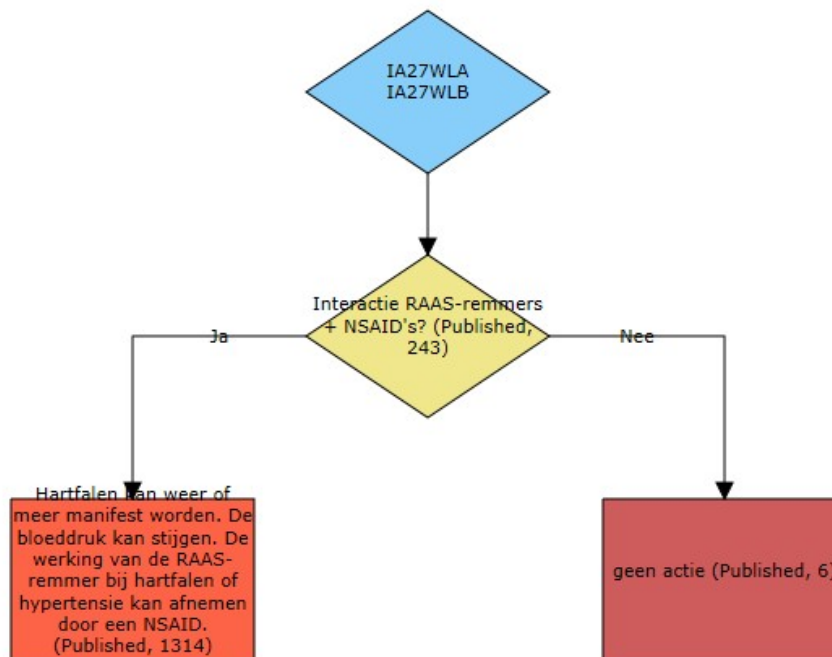 IA27WLA
IA27WLB
Interactie RAAS-remmers
+ NSAID's? (Published,
243)
Ja
Nee
Hartfalen kan weer of
meer manifest worden. De
bloeddruk kan stijgen. De
werking van de RAAS-
remmer bij hartfalen of
hypertensie kan afnemen
door een NSAID.
(Published, 1314)
geen actie (Published, 6)